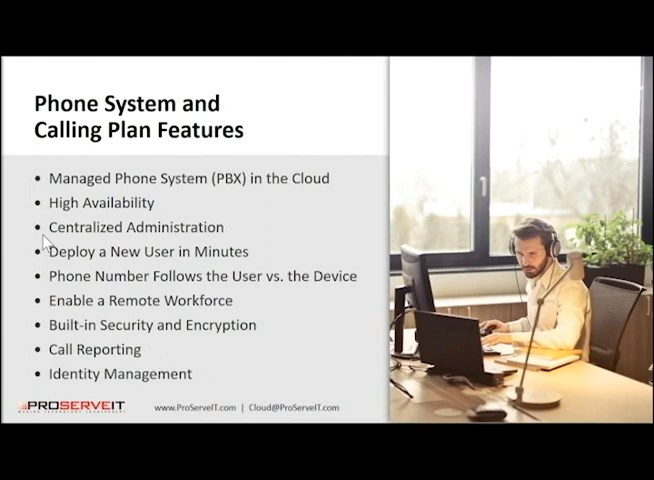 Phone System and
Calling Plan Features
• Managed Phone System (PBX) in the Cloud
• High Availability
• Centralized Administration
• Deploy a New User in Minutes
• Phone Number Follows the User vs. the Device
• Enable a Remote Workforce
• Built-in Security and Encryption
• Call Reporting
• Identity Management
PROSERVEIT
www.ProServeIT.com | Cloud@ProServeIT.com